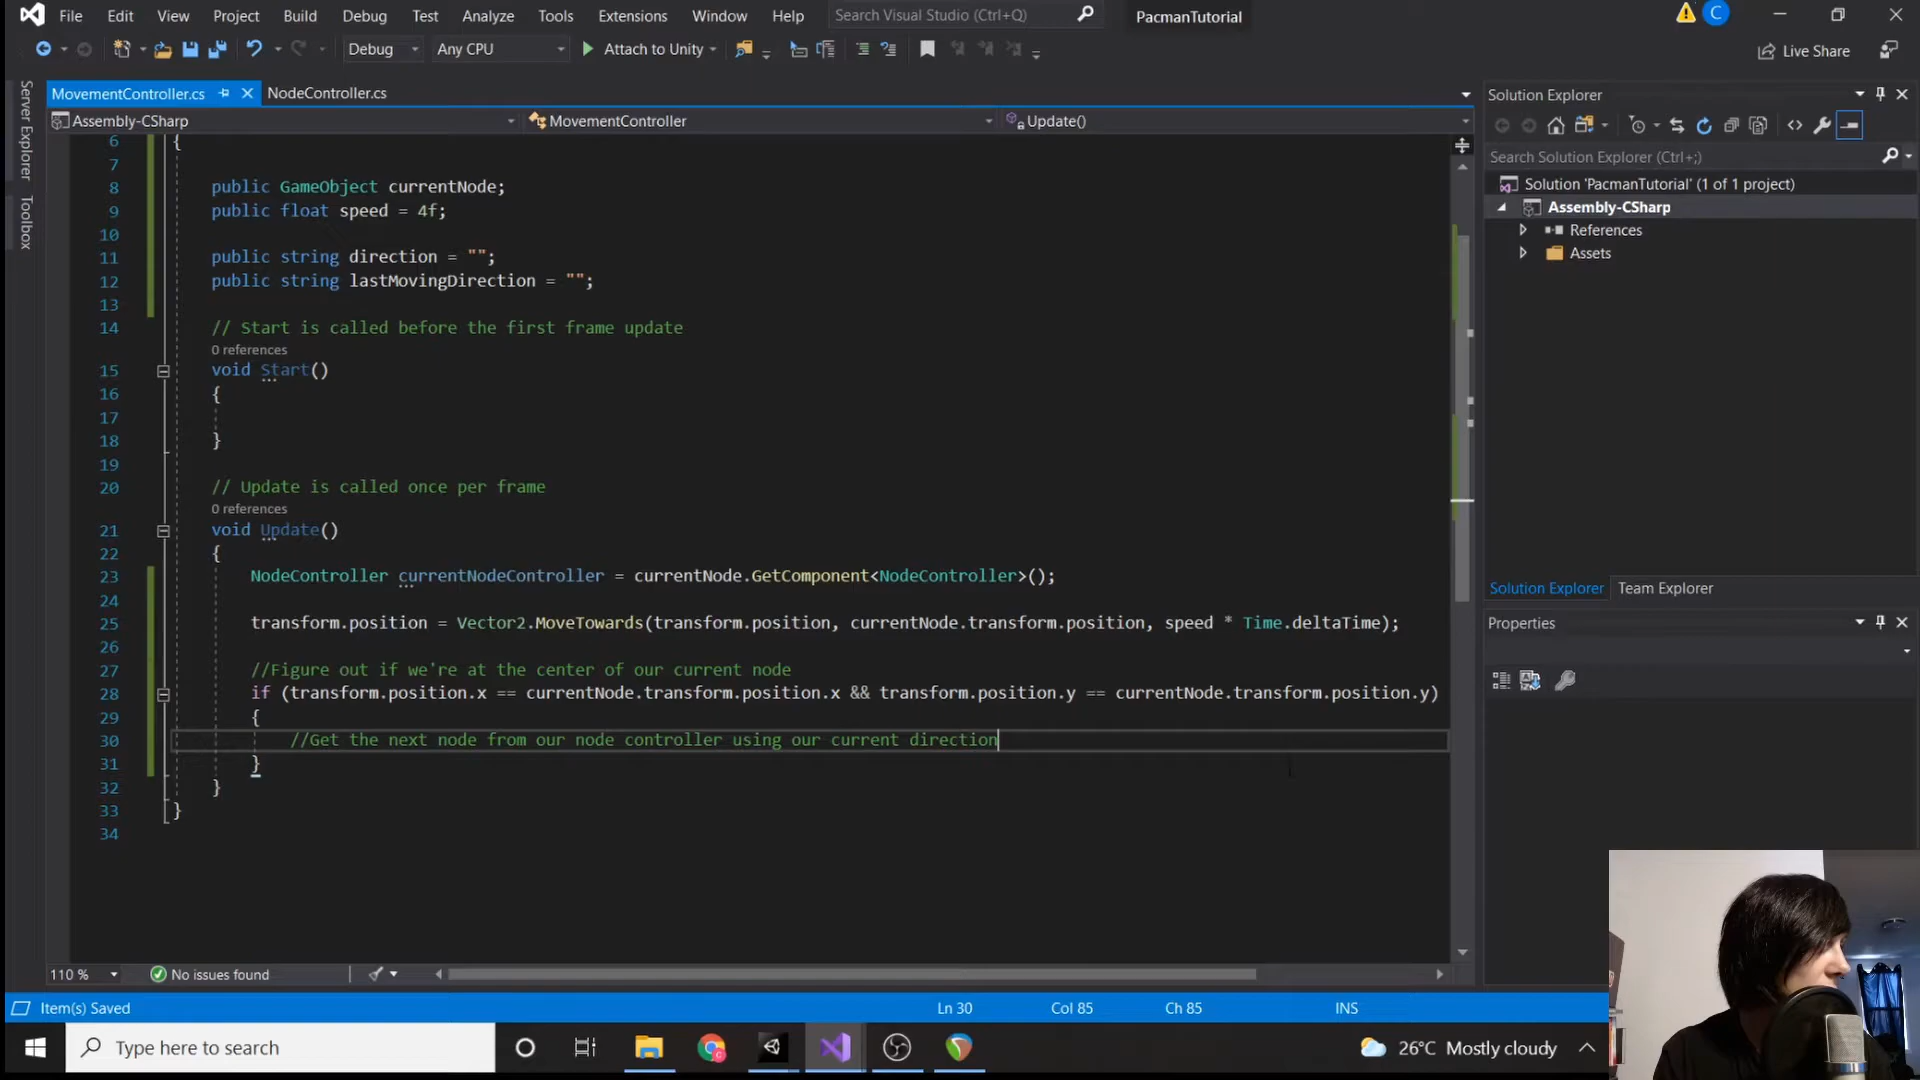 File Edit View Project Build Debug Test Analyze Tools Extensions Window Help Search Visual Studio (Ctrl+Q) PacmanTutorial C
Debug Any CPU Attach to Unity Live Share
Server Explorer
Toolbox
MovementController.cs NodeController.cs
Assembly-CSharp MovementController Update()
6 {
7
8 public GameObject currentNode;
9 public float speed = 4f;
10
11 public string direction = "";
12 public string lastMovingDirection = "";
13
14 // Start is called before the first frame update
0 references
15 void Start()
16 {
17
18 }
19
20 // Update is called once per frame
0 references
21 void Update()
22 {
23 NodeController currentNodeController = currentNode.GetComponent<NodeController>();
24
25 transform.position = Vector2.MoveTowards(transform.position, currentNode.transform.position, speed * Time.deltaTime);
26
27 //Figure out if we're at the center of our current node
28 if (transform.position.x == currentNode.transform.position.x && transform.position.y == currentNode.transform.position.y)
29 {
30 //Get the next node from our node controller using our current direction
31 }
32 }
33 }
34
110 % No issues found
Solution Explorer
Search Solution Explorer (Ctrl+;)
Solution 'PacmanTutorial' (1 of 1 project)
Assembly-CSharp
References
Assets
Solution Explorer Team Explorer
Properties
Item(s) Saved Ln 30 Col 85 Ch 85 INS
Type here to search 26°C Mostly cloudy